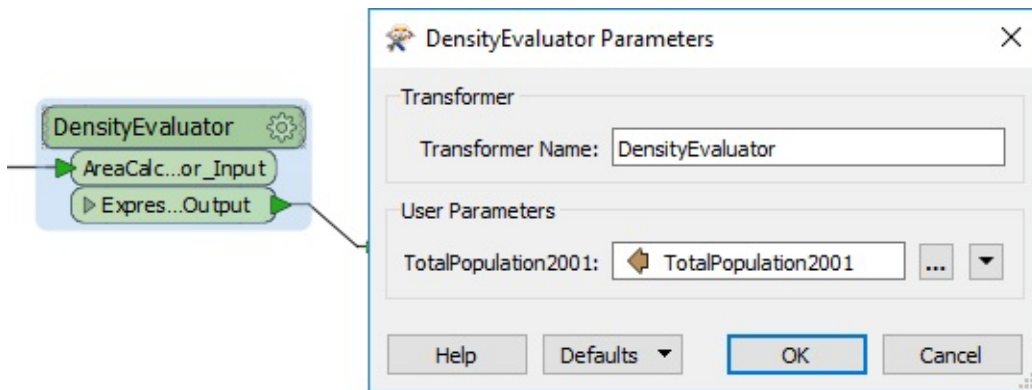 DensityEvaluator
AreaCalc...or_Input
Expres...Output
DensityEvaluator Parameters
Transformer
Transformer Name: DensityEvaluator
User Parameters
TotalPopulation2001: TotalPopulation2001 ...
Help Defaults OK Cancel